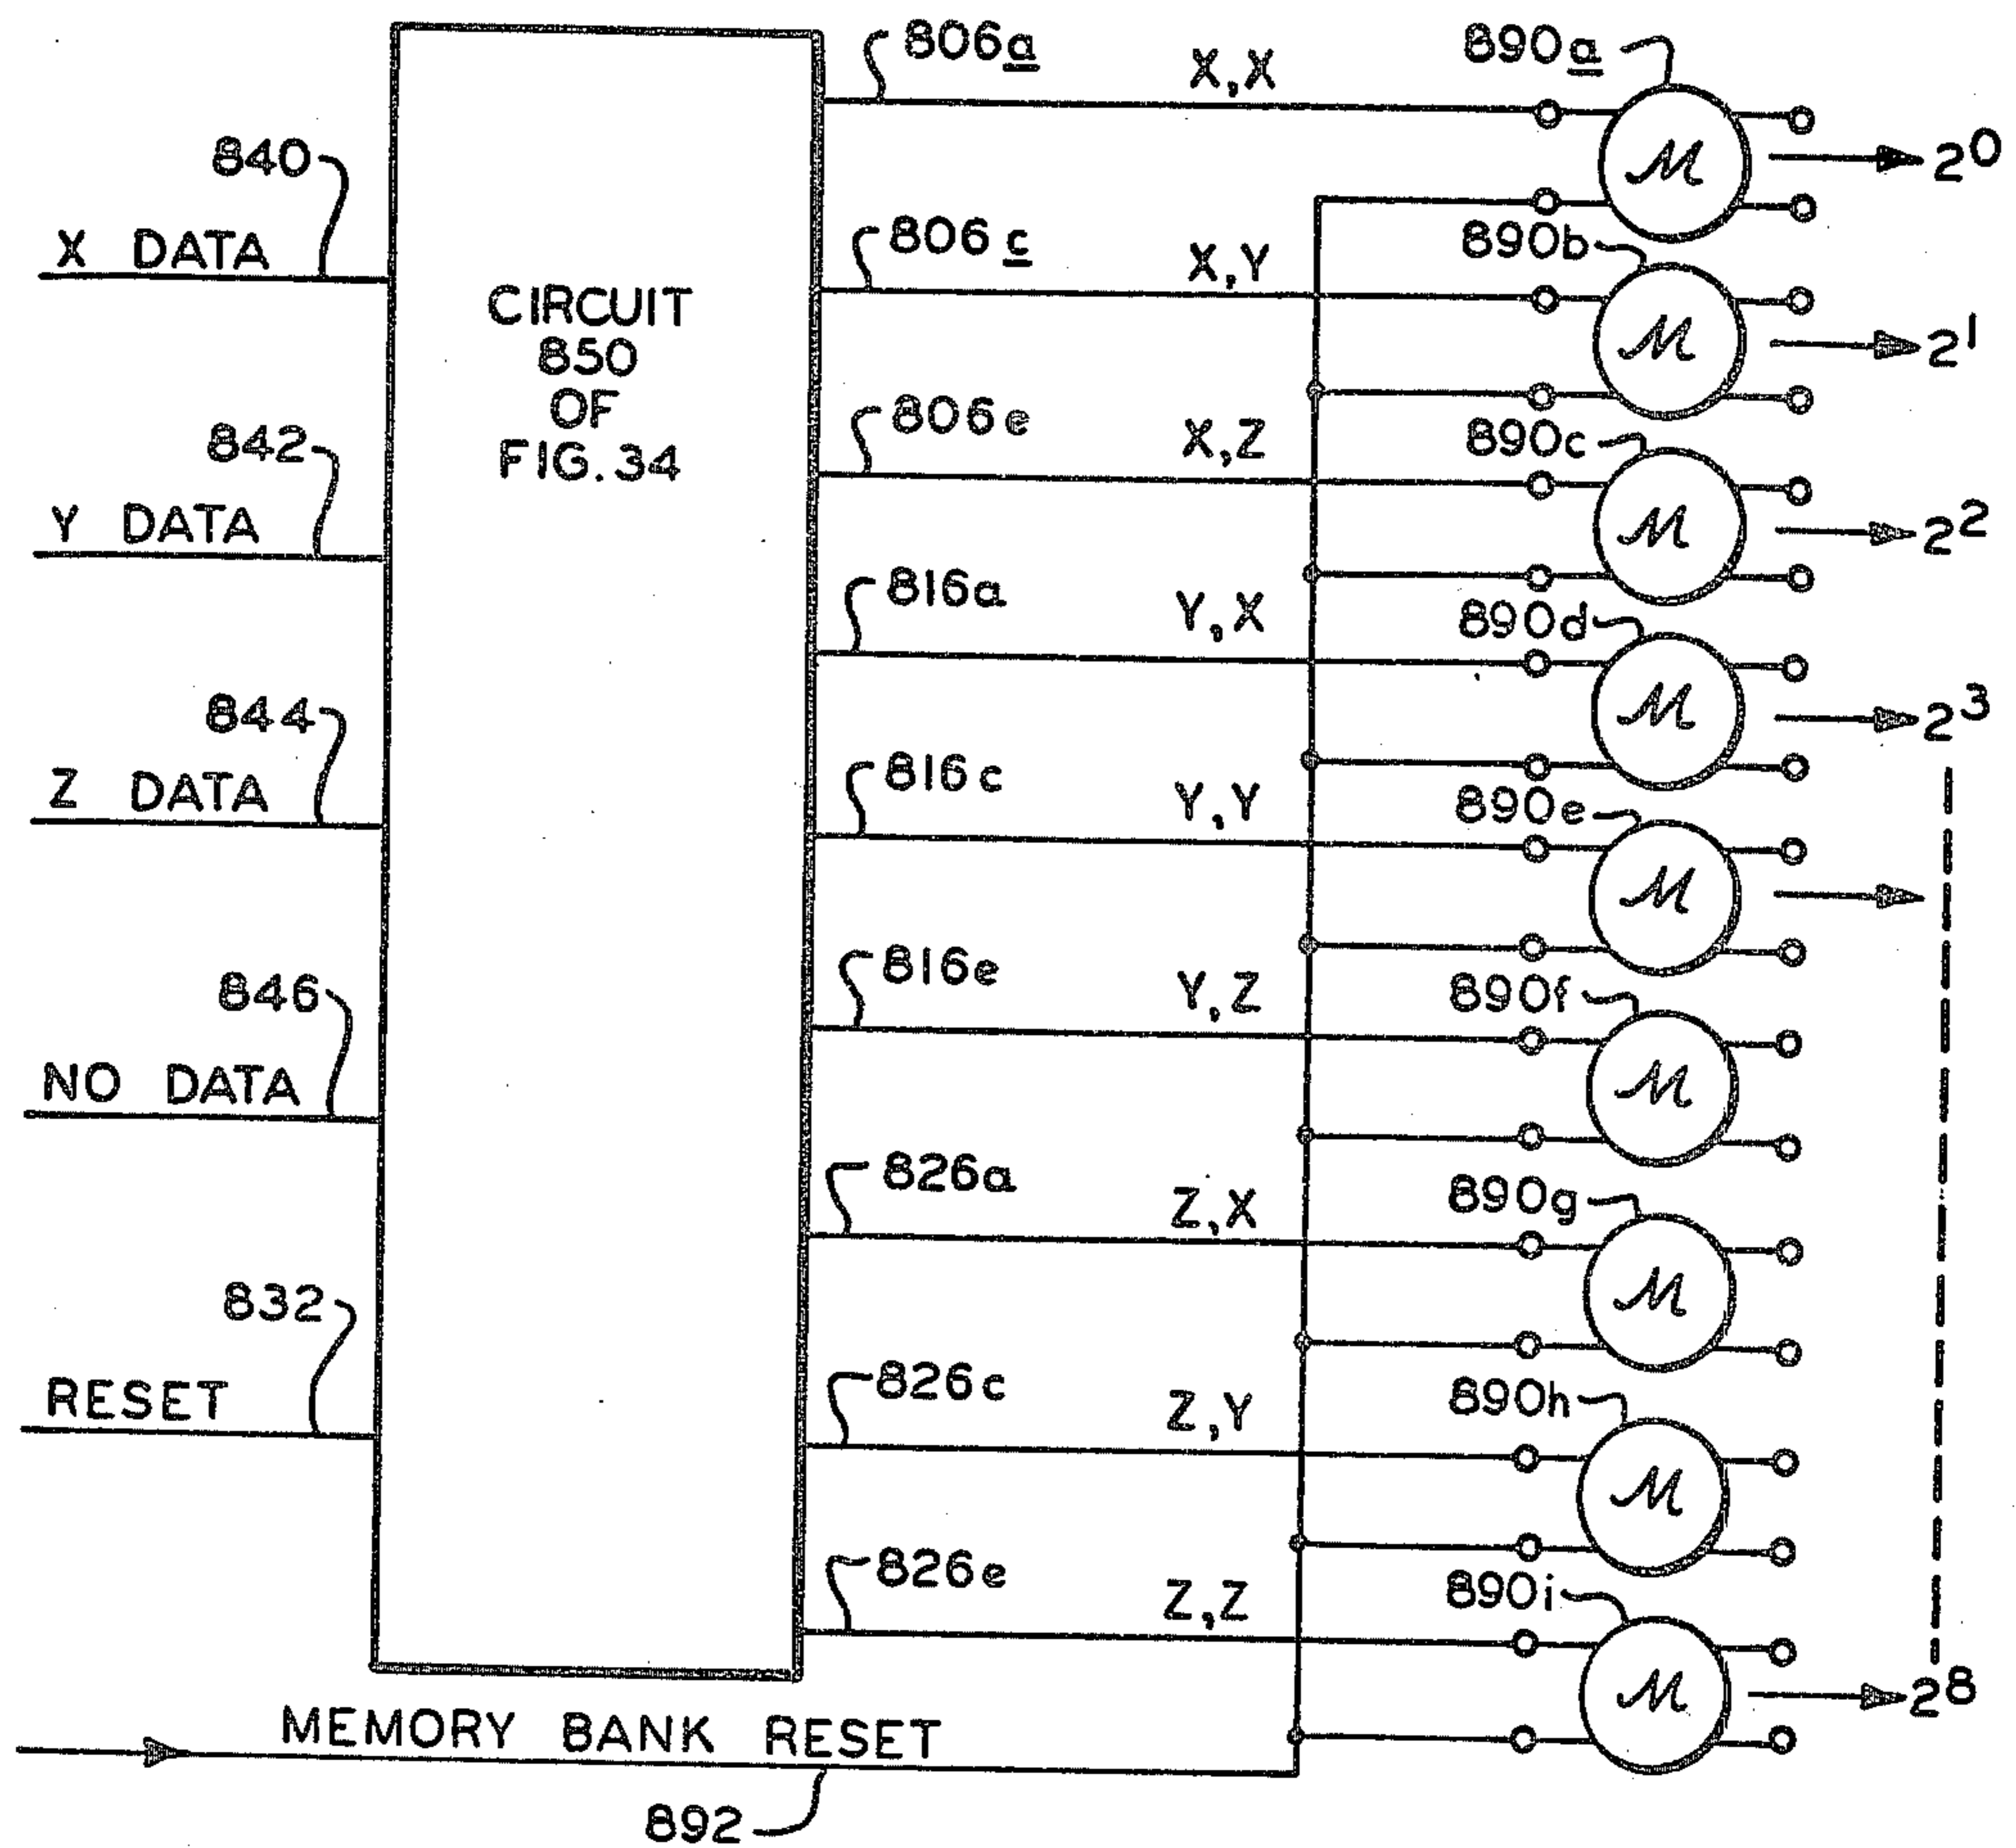 806a X,X 890a
M 2⁰
840
X DATA
806c X,Y 890b
M 2¹
CIRCUIT
850
OF
FIG. 34
806e X,Z 890c
M 2²
842
Y DATA
816a Y,X 890d
M 2³
844
Z DATA
816c Y,Y 890e
M
816e Y,Z 890f
M
846
NO DATA
826a Z,X 890g
M
832
RESET
826c Z,Y 890h
M
826e Z,Z 890i
M 2⁸
MEMORY BANK RESET
892